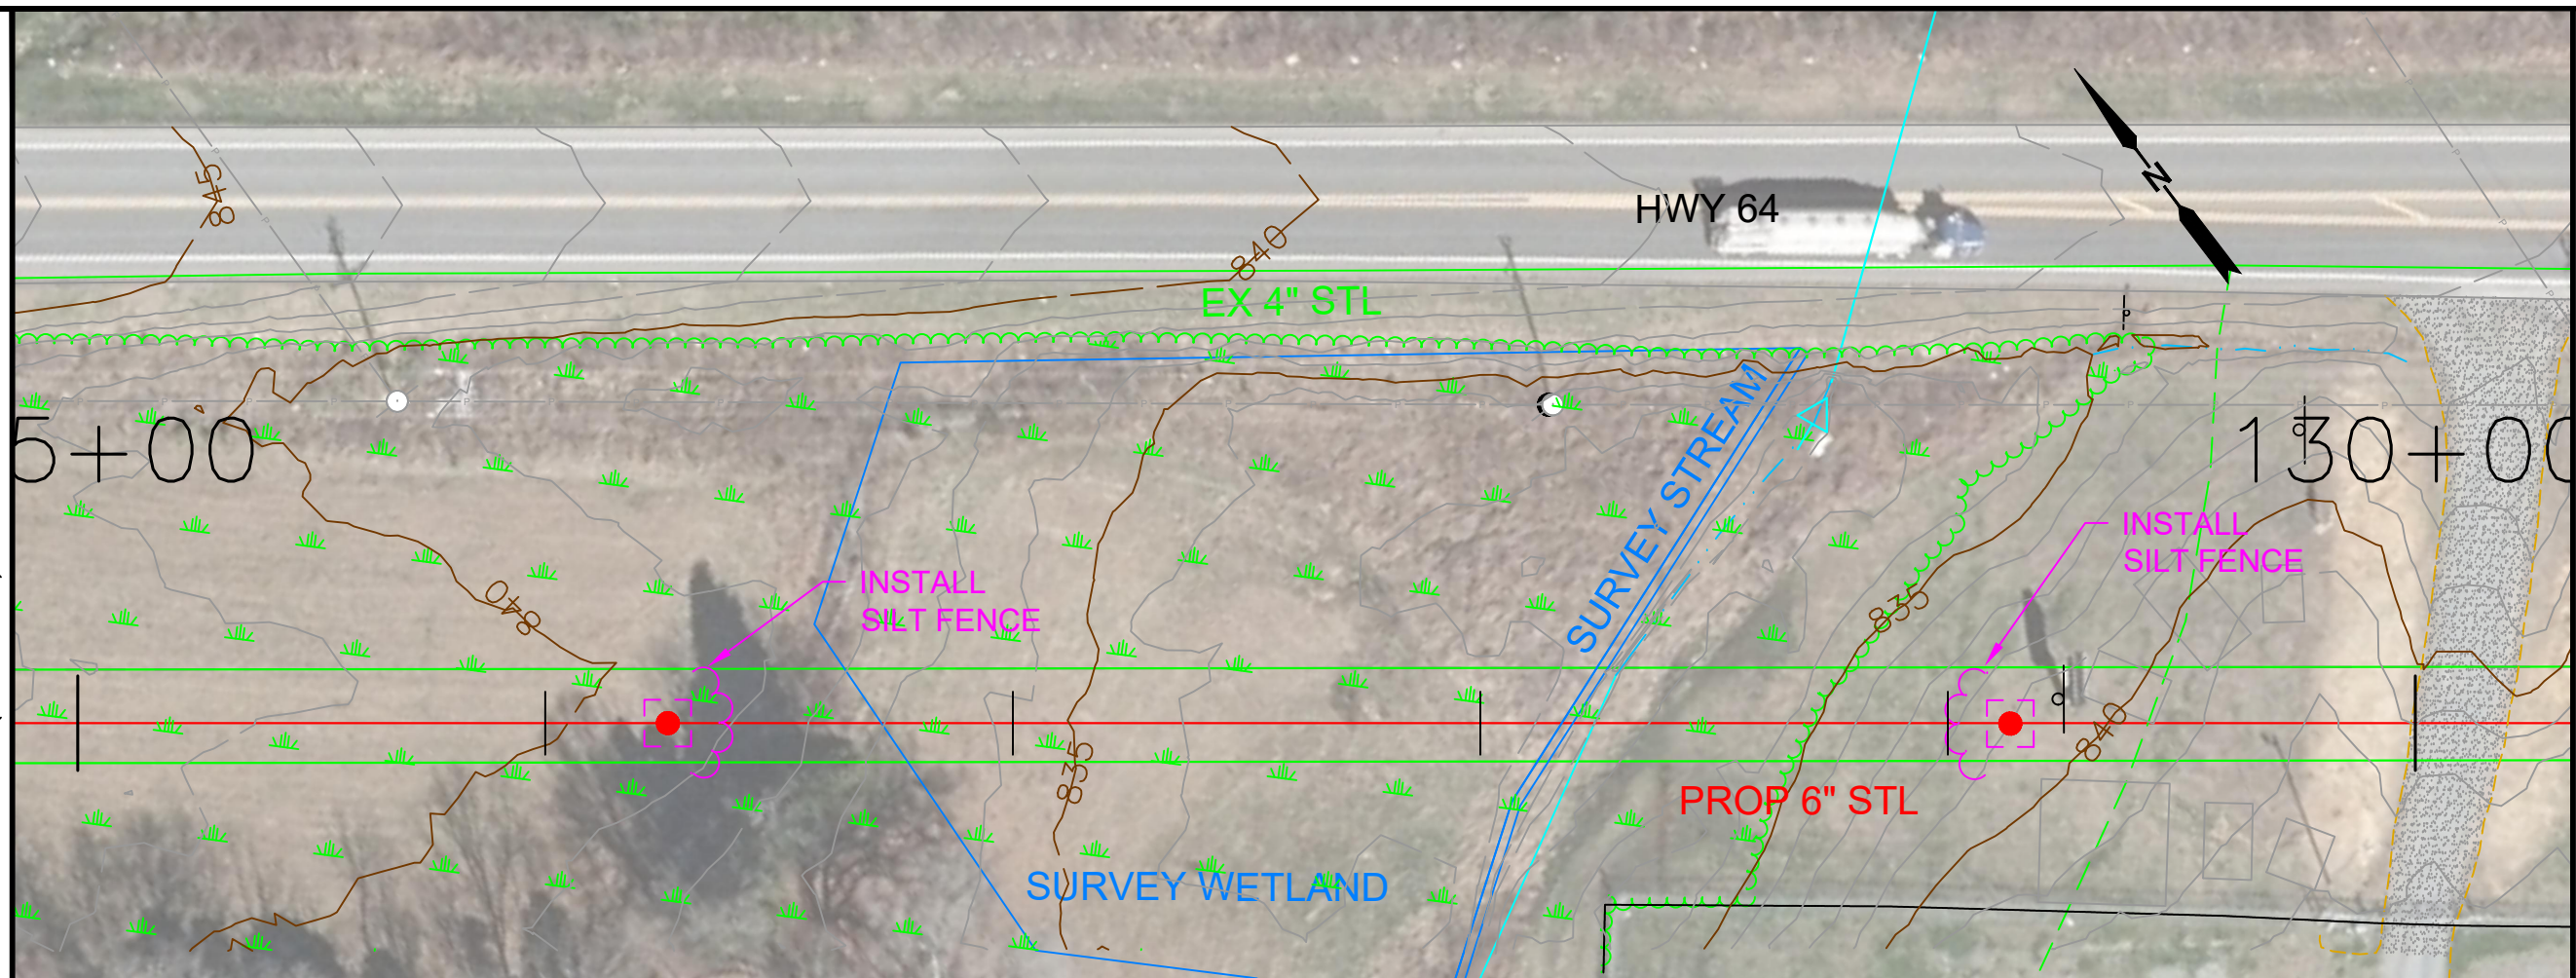 845
HWY 64
N
840
EX 4" STL
P
5+00
130+00
SURVEY STREAM
INSTALL
SILT FENCE
INSTALL
SILT FENCE
840
835
835
840
PROP 6" STL
SURVEY WETLAND